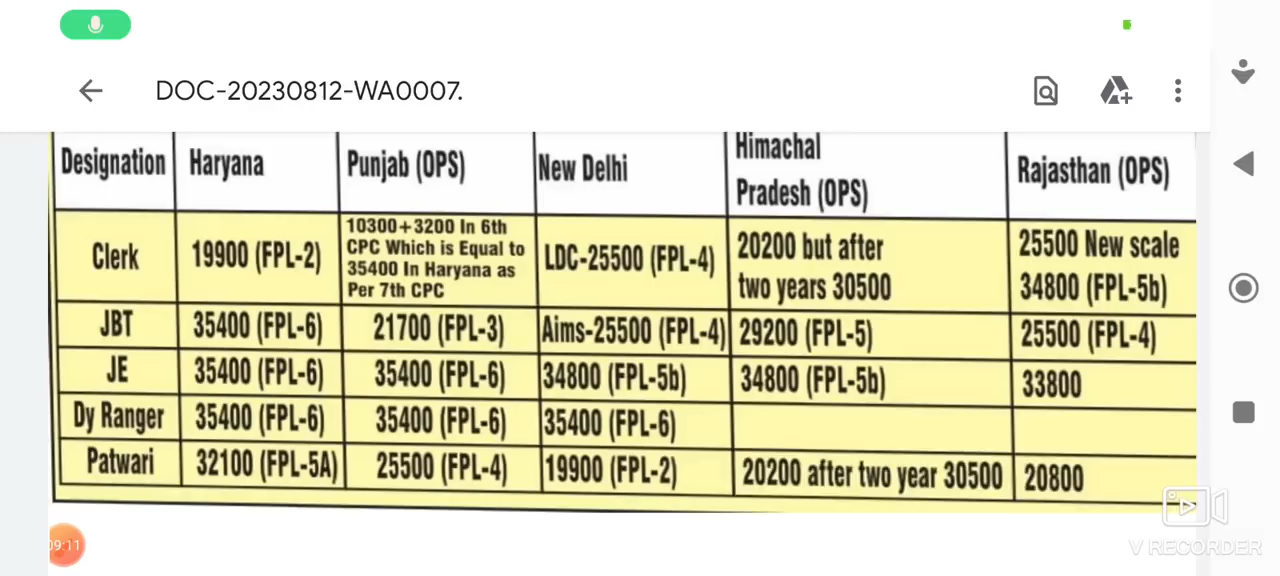 DOC-20230812-WA0007.
Designation Haryana Punjab (OPS) New Delhi Himachal Pradesh (OPS) Rajasthan (OPS)
Clerk 19900 (FPL-2) 10300+3200 In 6th CPC Which is Equal to 35400 In Haryana as Per 7th CPC LDC-25500 (FPL-4) 20200 but after two years 30500 25500 New scale 34800 (FPL-5b)
JBT 35400 (FPL-6) 21700 (FPL-3) Aims-25500 (FPL-4) 29200 (FPL-5) 25500 (FPL-4)
JE 35400 (FPL-6) 35400 (FPL-6) 34800 (FPL-5b) 34800 (FPL-5b) 33800
Dy Ranger 35400 (FPL-6) 35400 (FPL-6) 35400 (FPL-6)
Patwari 32100 (FPL-5A) 25500 (FPL-4) 19900 (FPL-2) 20200 after two year 30500 20800
09:11
V RECORDER